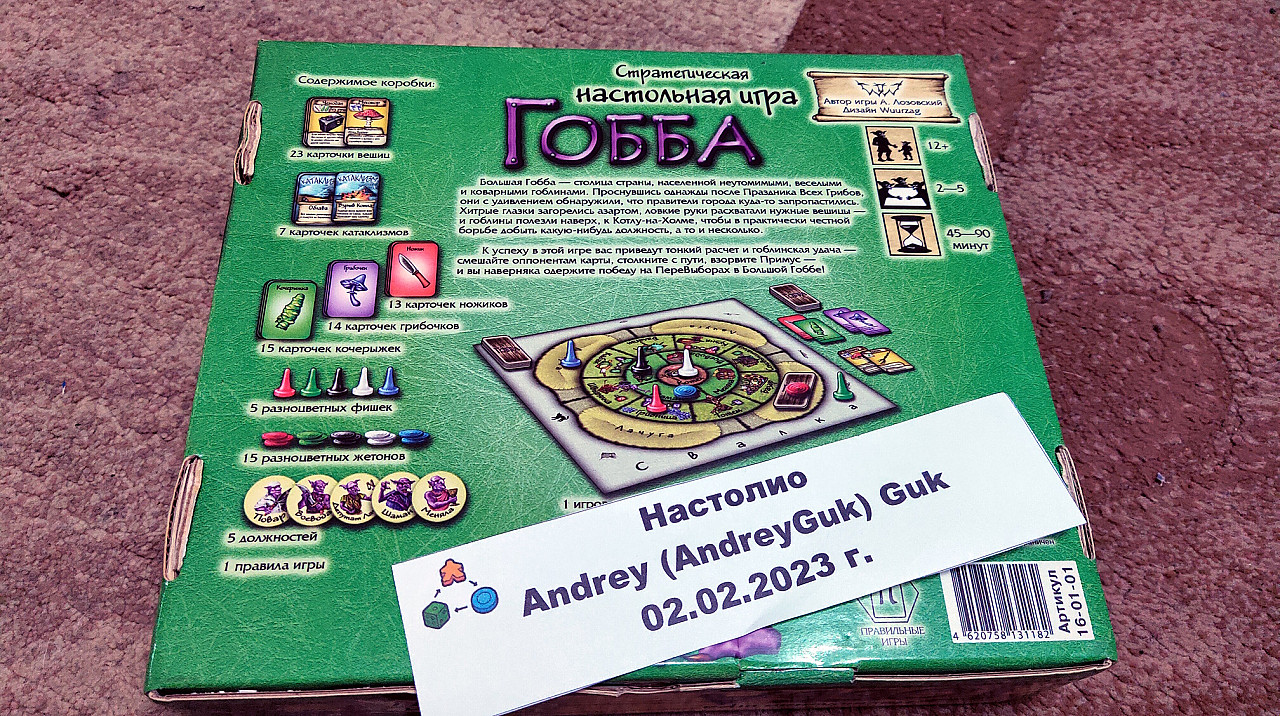 Содержимое коробки:
23 карточки вещиц
7 карточек катаклизмов
Кочерыжка
Грибочек
Ножик
13 карточек ножиков
14 карточек грибочков
15 карточек кочерыжек
5 разноцветных фишек
15 разноцветных жетонов
Повар
Воевода
Шаман
Меняла
5 должностей
1 правила игры
Стратегическая
настольная игра
ГОББА
Большая Гобба — столица страны, населенной неутомимыми, веселыми
и коварными гоблинами. Проснувшись однажды после Праздника Всех Грибов,
они с удивлением обнаружили, что правители города куда-то запропастились.
Хитрые глазки загорелись азартом, ловкие руки расхватали нужные вещицы —
и гоблины полезли наверх, к Котлу-на-Холме, чтобы в практически честной
борьбе добыть какую-нибудь должность, а то и несколько.
К успеху в этой игре вас приведут тонкий расчет и гоблинская удача —
смешайте оппонентам карты, столкните с пути, взорвите Примус —
и вы наверняка одержите победу на ПереВыборах в Большой Гоббе!
Автор игры А. Лозовский
Дизайн Wuurzag
12+
2—5
45—90
минут
Лачуга
Свалка
Настолио
Andrey (AndreyGuk) Guk
02.02.2023 г.
ПРАВИЛЬНЫЕ
ИГРЫ
4 620758 131182
Артикул
16-01-01